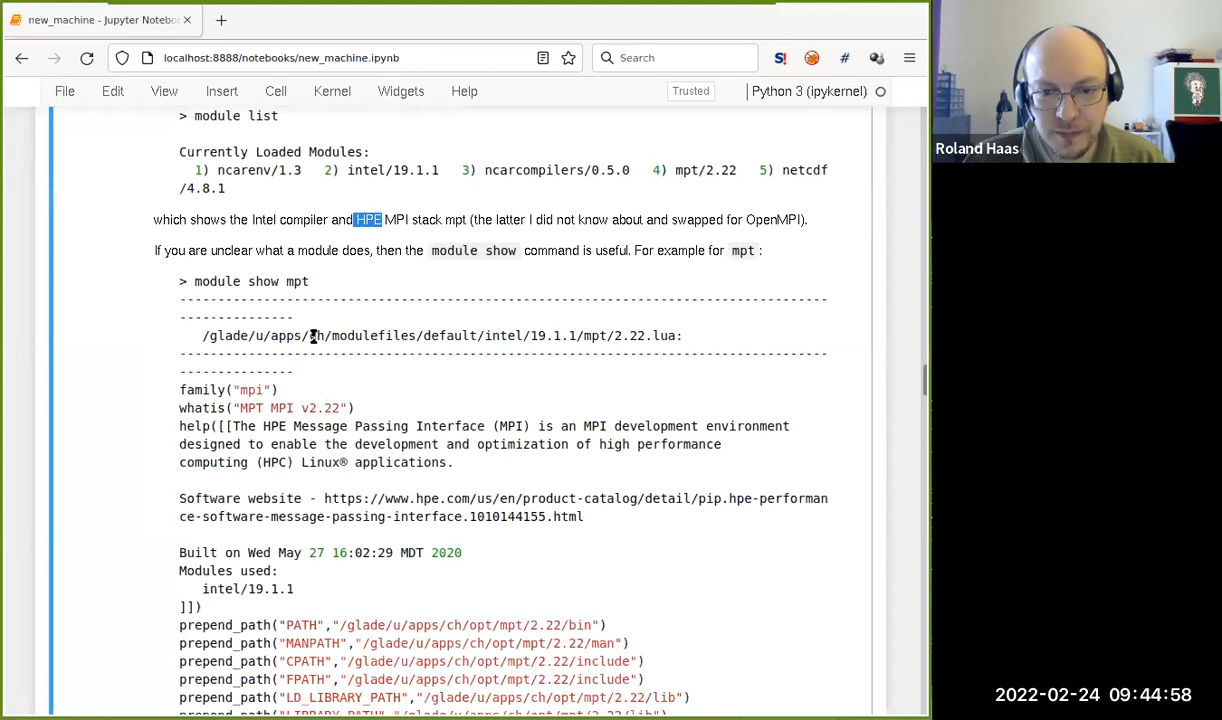 new_machine - Jupyter Notebo
localhost:8888/notebooks/new_machine.ipynb
Search
S!
#
File Edit View Insert Cell Kernel Widgets Help
Trusted
Python 3 (ipykernel)
> module list
Currently Loaded Modules:
1) ncarenv/1.3 2) intel/19.1.1 3) ncarcompilers/0.5.0 4) mpt/2.22 5) netcdf
/4.8.1
which shows the Intel compiler and HPE MPI stack mpt (the latter I did not know about and swapped for OpenMPI).
If you are unclear what a module does, then the module show command is useful. For example for mpt :
> module show mpt
------------------------------------------------------------------------------------
---------------
/glade/u/apps/ch/modulefiles/default/intel/19.1.1/mpt/2.22.lua:
------------------------------------------------------------------------------------
---------------
family("mpi")
whatis("MPT MPI v2.22")
help([[The HPE Message Passing Interface (MPI) is an MPI development environment
designed to enable the development and optimization of high performance
computing (HPC) Linux® applications.
Software website - https://www.hpe.com/us/en/product-catalog/detail/pip.hpe-performan
ce-software-message-passing-interface.1010144155.html
Built on Wed May 27 16:02:29 MDT 2020
Modules used:
intel/19.1.1
]])
prepend_path("PATH","/glade/u/apps/ch/opt/mpt/2.22/bin")
prepend_path("MANPATH","/glade/u/apps/ch/opt/mpt/2.22/man")
prepend_path("CPATH","/glade/u/apps/ch/opt/mpt/2.22/include")
prepend_path("FPATH","/glade/u/apps/ch/opt/mpt/2.22/include")
prepend_path("LD_LIBRARY_PATH","/glade/u/apps/ch/opt/mpt/2.22/lib")
prepend_path("LIBRARY_PATH","/glade/u/apps/ch/opt/mpt/2.22/lib")
Roland Haas
2022-02-24 09:44:58